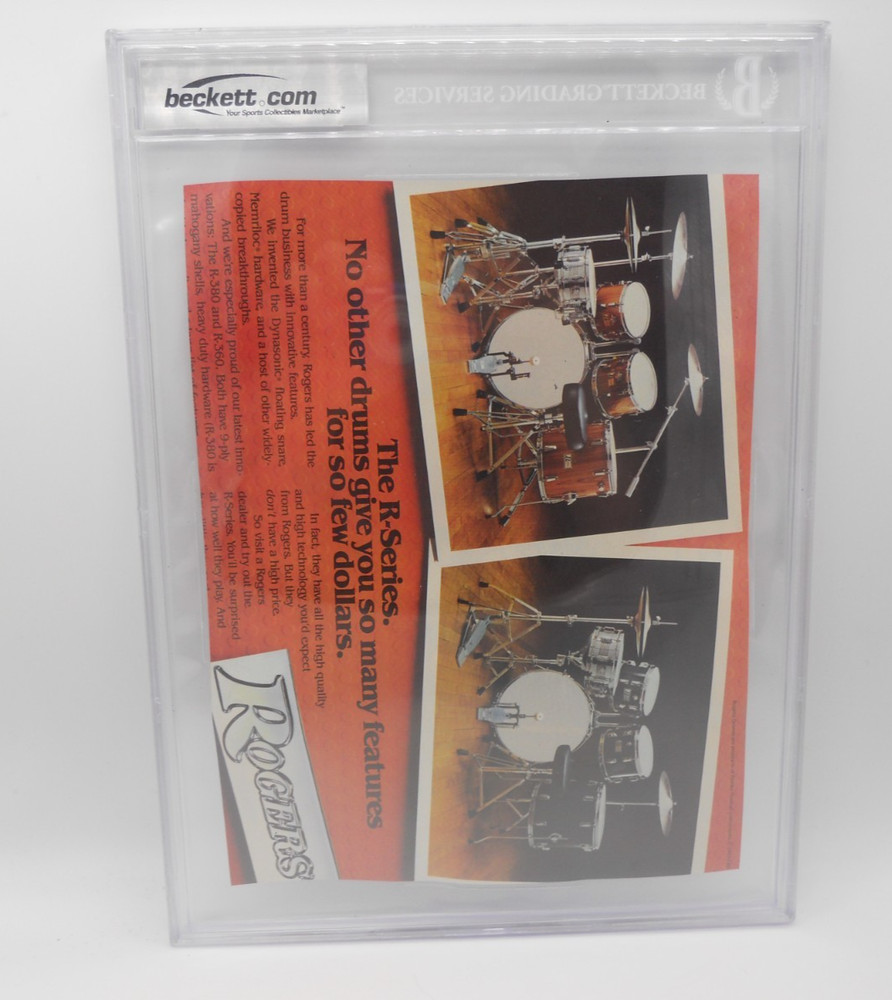 beckett.com
Your Sports Collectibles Marketplace™
BECKETT GRADING SERVICES
B
The R-Series.
No other drums give you so many features
for so few dollars.
For more than a century, Rogers has led the
drum business with innovative features.
We invented the Dynasonic® floating snare,
Memriloc® hardware, and a host of other widely-
copied breakthroughs.
And we're especially proud of our latest inno-
vations: The R-380 and R-360. Both have 9-ply
mahogany shells, heavy duty hardware (R-380 is
In fact, they have all the high quality
and high technology you'd expect
from Rogers. But they
don't have a high price.
So visit a Rogers
dealer and try out the
R-Series. You'll be surprised
at how well they play. And
ROGERS